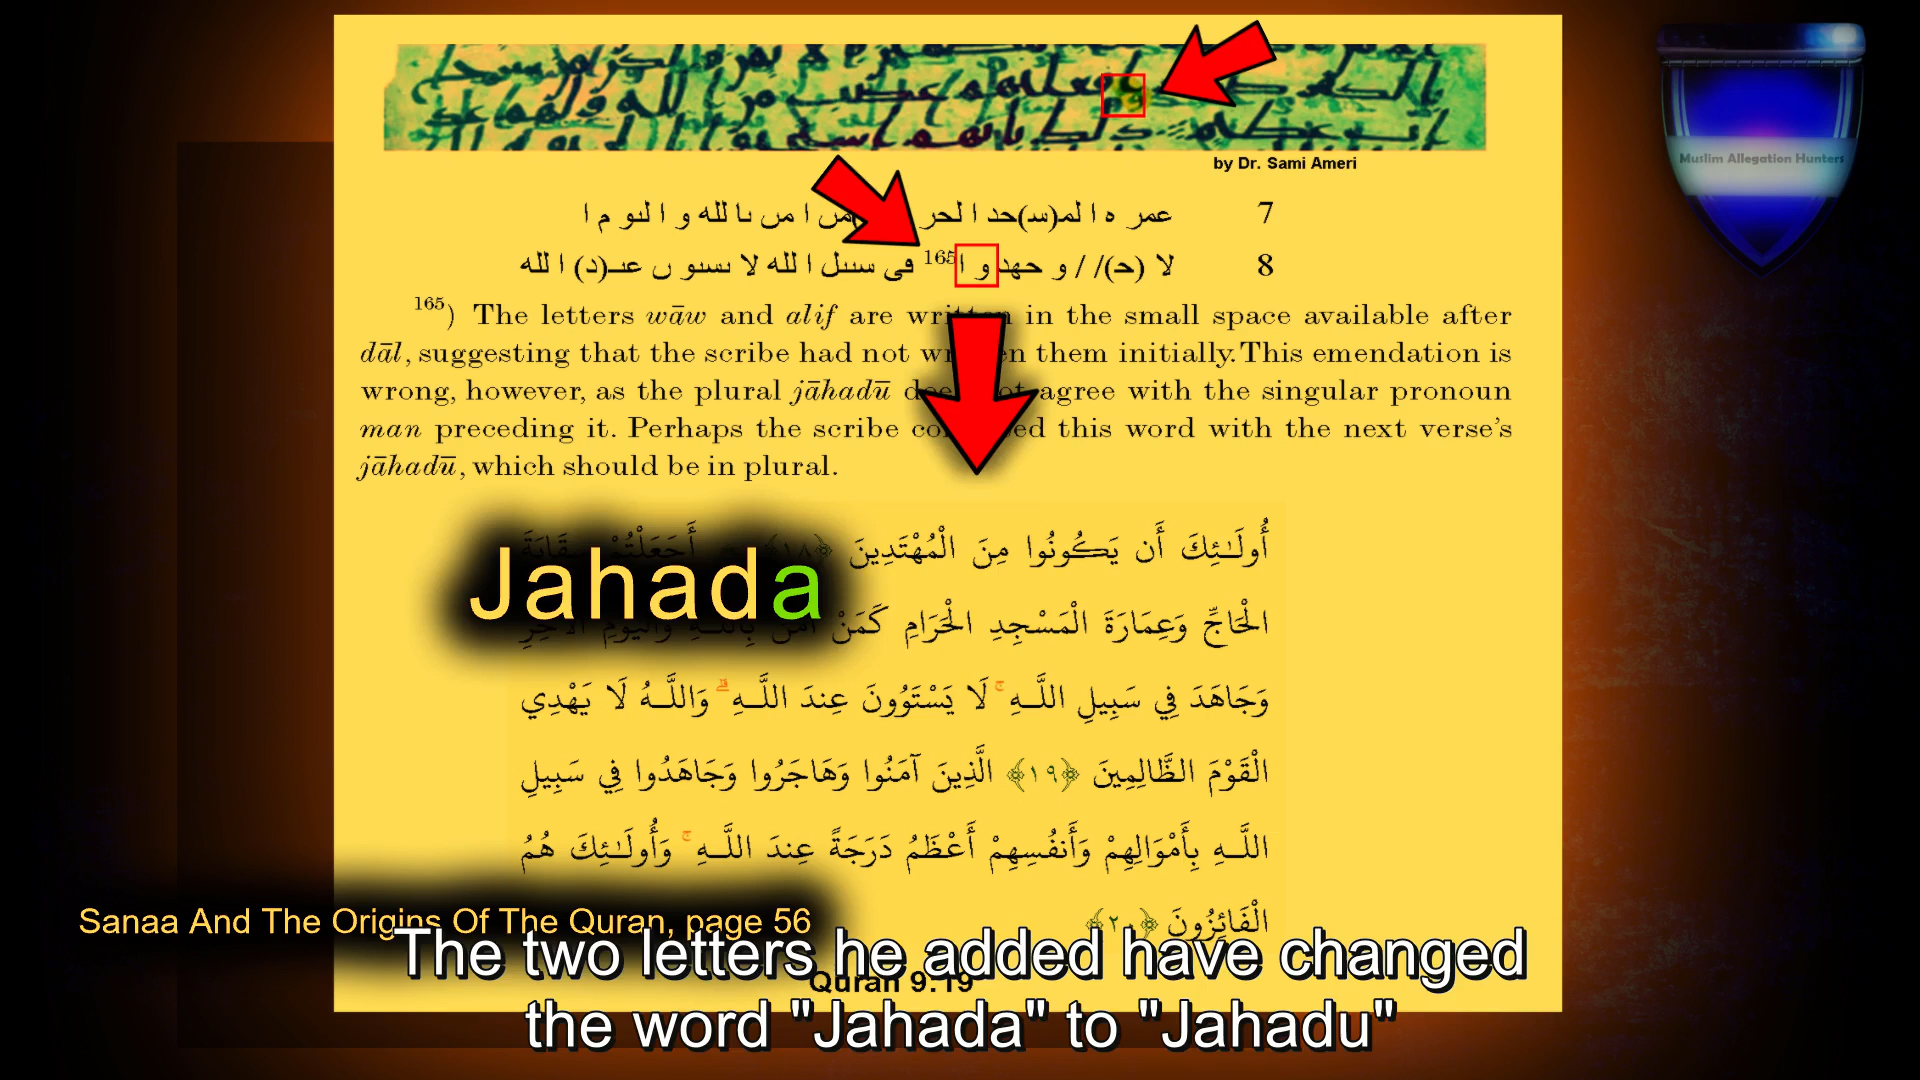 Muslim Allegation Hunters
by Dr. Sami Ameri
7 عمر ه ا لم(س)حد ا لحر مں ا مں ںا لله و ا لںو م ا
8 لا (ح)/ / و حهد و ا 165 فى سںںل ا لله لا ںسںو ں عںـ(د) ا لله
165) The letters wāw and alif are written in the small space available after
dāl, suggesting that the scribe had not written them initially. This emendation is
wrong, however, as the plural jāhadū does not agree with the singular pronoun
man preceding it. Perhaps the scribe confused this word with the next verse's
jāhadū, which should be in plural.
أُولَـٰئِكَ أَن يَكُونُوا مِنَ الْمُهْتَدِينَ ﴿١٨﴾ أَجَعَلْتُمْ سِقَايَةَ
Jahada
الْحَاجِّ وَعِمَارَةَ الْمَسْجِدِ الْحَرَامِ كَمَنْ آمَنَ بِاللَّـهِ وَالْيَوْمِ الْآخِرِ
وَجَاهَدَ فِي سَبِيلِ اللَّـهِ ۚ لَا يَسْتَوُونَ عِندَ اللَّـهِ ۗ وَاللَّـهُ لَا يَهْدِي
الْقَوْمَ الظَّالِمِينَ ﴿١٩﴾ الَّذِينَ آمَنُوا وَهَاجَرُوا وَجَاهَدُوا فِي سَبِيلِ
اللَّـهِ بِأَمْوَالِهِمْ وَأَنفُسِهِمْ أَعْظَمُ دَرَجَةً عِندَ اللَّـهِ ۚ وَأُولَـٰئِكَ هُمُ
الْفَائِزُونَ ﴿٢٠﴾
Sanaa And The Origins Of The Quran, page 56
Quran 9:19
The two letters he added have changed
the word "Jahada" to "Jahadu"